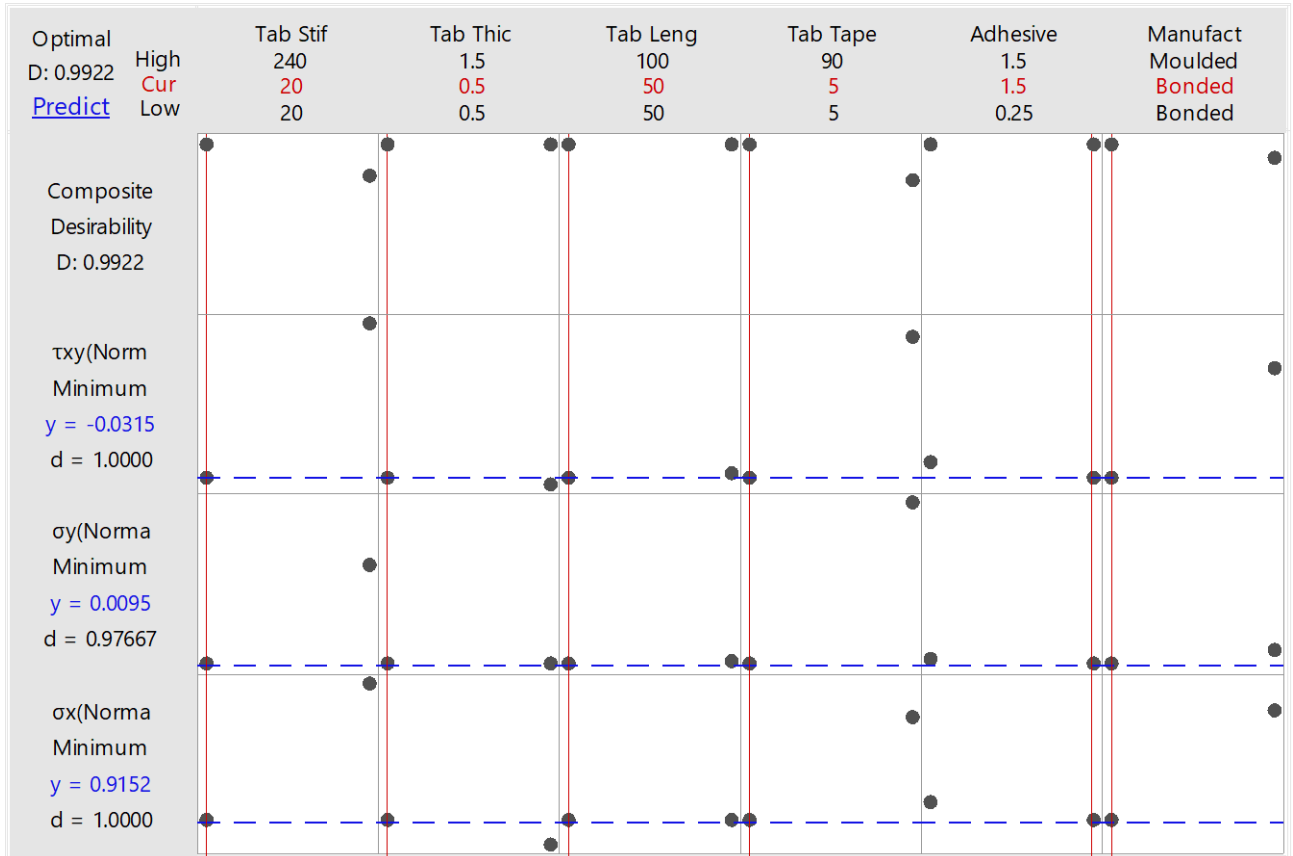 Optimal
D: 0.9922
Predict
High
Cur
Low
Tab Stif
240
20
20
Tab Thic
1.5
0.5
0.5
Tab Leng
100
50
50
Tab Tape
90
5
5
Adhesive
1.5
1.5
0.25
Manufact
Moulded
Bonded
Bonded
Composite
Desirability
D: 0.9922
τxy(Norm
Minimum
y = -0.0315
d = 1.0000
σy(Norma
Minimum
y = 0.0095
d = 0.97667
σx(Norma
Minimum
y = 0.9152
d = 1.0000